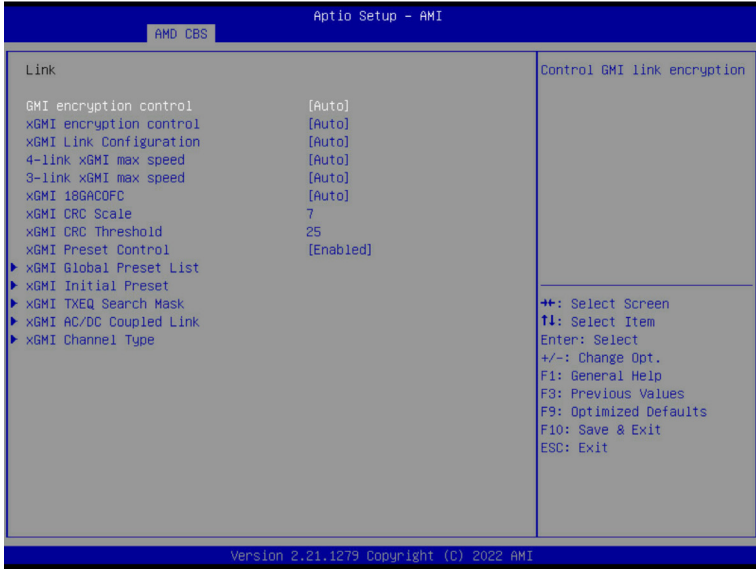 Aptio Setup – AMI
AMD CBS
Link
Control GMI link encryption
GMI encryption control [Auto]
xGMI encryption control [Auto]
xGMI Link Configuration [Auto]
4-link xGMI max speed [Auto]
3-link xGMI max speed [Auto]
xGMI 18GACOFC [Auto]
xGMI CRC Scale 7
xGMI CRC Threshold 25
xGMI Preset Control [Enabled]
xGMI Global Preset List
xGMI Initial Preset
xGMI TXEQ Search Mask
xGMI AC/DC Coupled Link
xGMI Channel Type
→←: Select Screen
↑↓: Select Item
Enter: Select
+/-: Change Opt.
F1: General Help
F3: Previous Values
F9: Optimized Defaults
F10: Save & Exit
ESC: Exit
Version 2.21.1279 Copyright (C) 2022 AMI